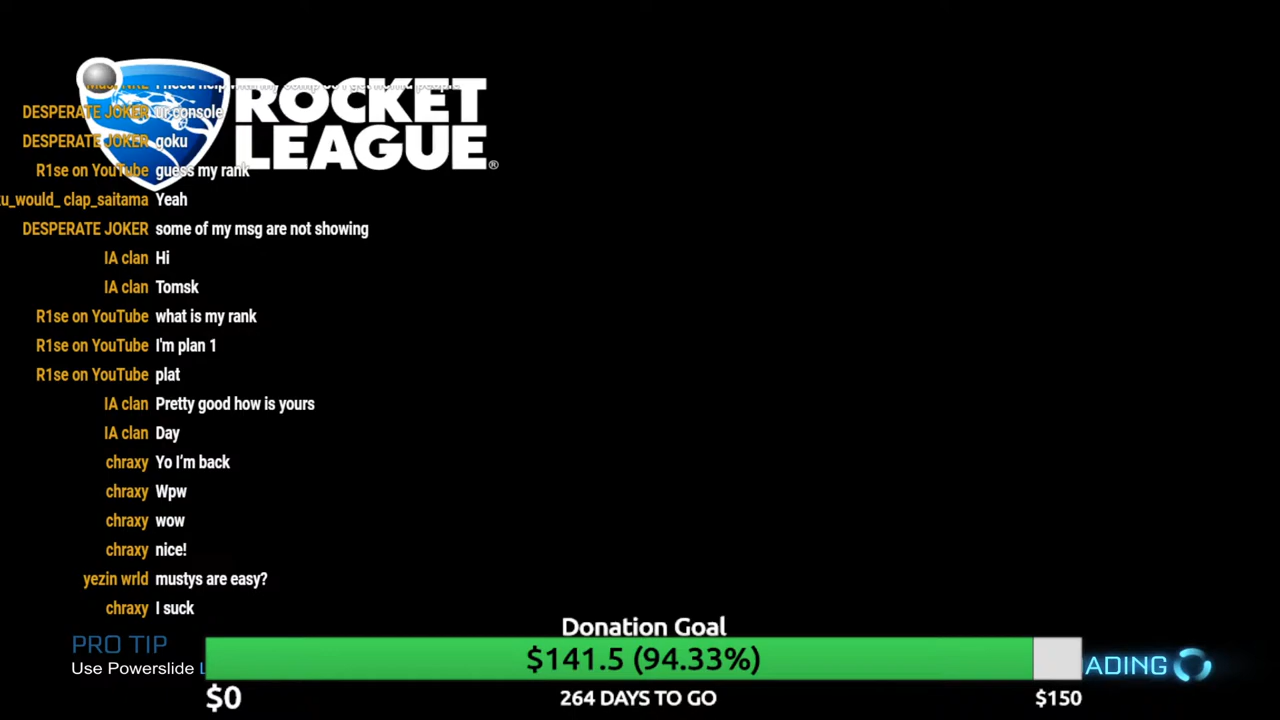 ROCKET
LEAGUE®
DESPERATE JOKER ur console
DESPERATE JOKER goku
R1se on YouTube guess my rank
u_would_ clap_saitama Yeah
DESPERATE JOKER some of my msg are not showing
IA clan Hi
IA clan Tomsk
R1se on YouTube what is my rank
R1se on YouTube I'm plan 1
R1se on YouTube plat
IA clan Pretty good how is yours
IA clan Day
chraxy Yo I’m back
chraxy Wpw
chraxy wow
chraxy nice!
yezin wrld mustys are easy?
chraxy I suck
Donation Goal
PRO TIP
$141.5 (94.33%)
ADING
Use Powerslide
$0
264 DAYS TO GO
$150